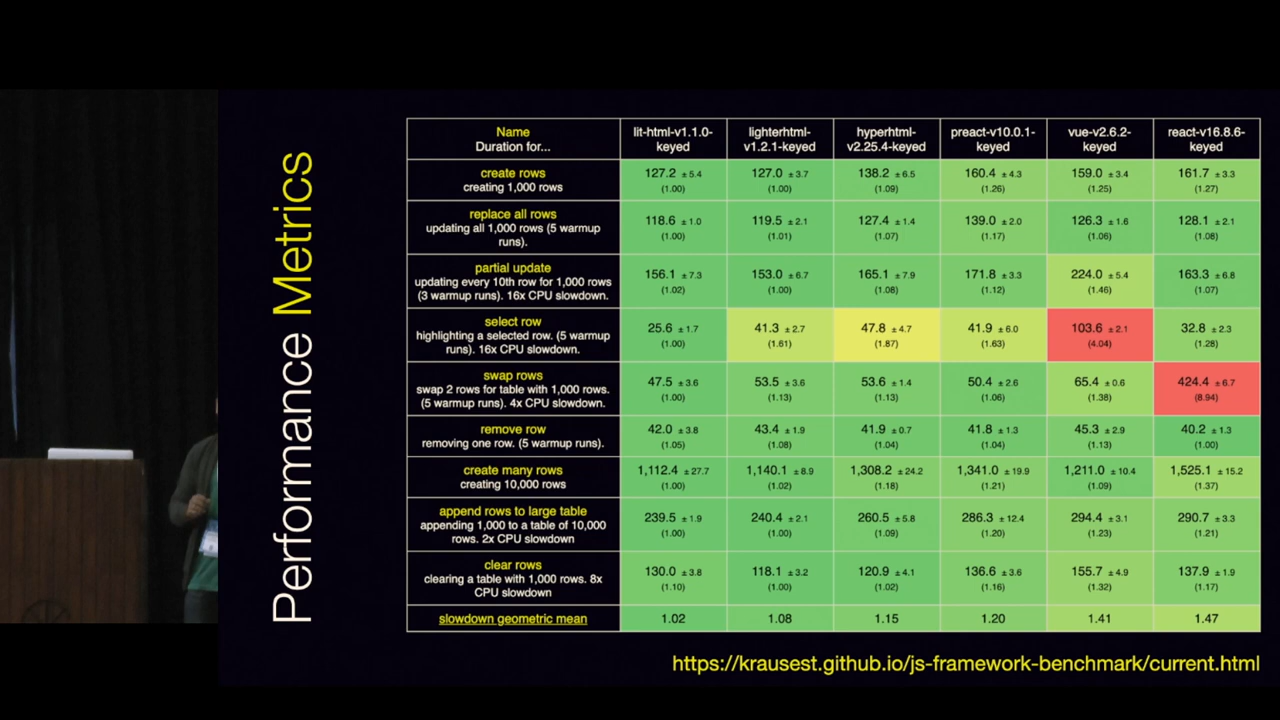 Performance Metrics
Name
Duration for...
lit-html-v1.1.0-
keyed
lighterhtml-
v1.2.1-keyed
hyperhtml-
v2.25.4-keyed
preact-v10.0.1-
keyed
vue-v2.6.2-
keyed
react-v16.8.6-
keyed
create rows
creating 1,000 rows
127.2 ±5.4
(1.00)
127.0 ±3.7
(1.00)
138.2 ±6.5
(1.09)
160.4 ±4.3
(1.26)
159.0 ±3.4
(1.25)
161.7 ±3.3
(1.27)
replace all rows
updating all 1,000 rows (5 warmup
runs).
118.6 ±1.0
(1.00)
119.5 ±2.1
(1.01)
127.4 ±1.4
(1.07)
139.0 ±2.0
(1.17)
126.3 ±1.6
(1.06)
128.1 ±2.1
(1.08)
partial update
updating every 10th row for 1,000 rows
(3 warmup runs). 16x CPU slowdown.
156.1 ±7.3
(1.02)
153.0 ±6.7
(1.00)
165.1 ±7.9
(1.08)
171.8 ±3.3
(1.12)
224.0 ±5.4
(1.46)
163.3 ±6.8
(1.07)
select row
highlighting a selected row. (5 warmup
runs). 16x CPU slowdown.
25.6 ±1.7
(1.00)
41.3 ±2.7
(1.61)
47.8 ±4.7
(1.87)
41.9 ±6.0
(1.63)
103.6 ±2.1
(4.04)
32.8 ±2.3
(1.28)
swap rows
swap 2 rows for table with 1,000 rows.
(5 warmup runs). 4x CPU slowdown.
47.5 ±3.6
(1.00)
53.5 ±3.6
(1.13)
53.6 ±1.4
(1.13)
50.4 ±2.6
(1.06)
65.4 ±0.6
(1.38)
424.4 ±6.7
(8.94)
remove row
removing one row. (5 warmup runs).
42.0 ±3.8
(1.05)
43.4 ±1.9
(1.08)
41.9 ±0.7
(1.04)
41.8 ±1.3
(1.04)
45.3 ±2.9
(1.13)
40.2 ±1.3
(1.00)
create many rows
creating 10,000 rows
1,112.4 ±27.7
(1.00)
1,140.1 ±8.9
(1.02)
1,308.2 ±24.2
(1.18)
1,341.0 ±19.9
(1.21)
1,211.0 ±10.4
(1.09)
1,525.1 ±15.2
(1.37)
append rows to large table
appending 1,000 to a table of 10,000
rows. 2x CPU slowdown
239.5 ±1.9
(1.00)
240.4 ±2.1
(1.00)
260.5 ±5.8
(1.09)
286.3 ±12.4
(1.20)
294.4 ±3.1
(1.23)
290.7 ±3.3
(1.21)
clear rows
clearing a table with 1,000 rows. 8x
CPU slowdown
130.0 ±3.8
(1.10)
118.1 ±3.2
(1.00)
120.9 ±4.1
(1.02)
136.6 ±3.6
(1.16)
155.7 ±4.9
(1.32)
137.9 ±1.9
(1.17)
slowdown geometric mean
1.02
1.08
1.15
1.20
1.41
1.47
https://krausest.github.io/js-framework-benchmark/current.html